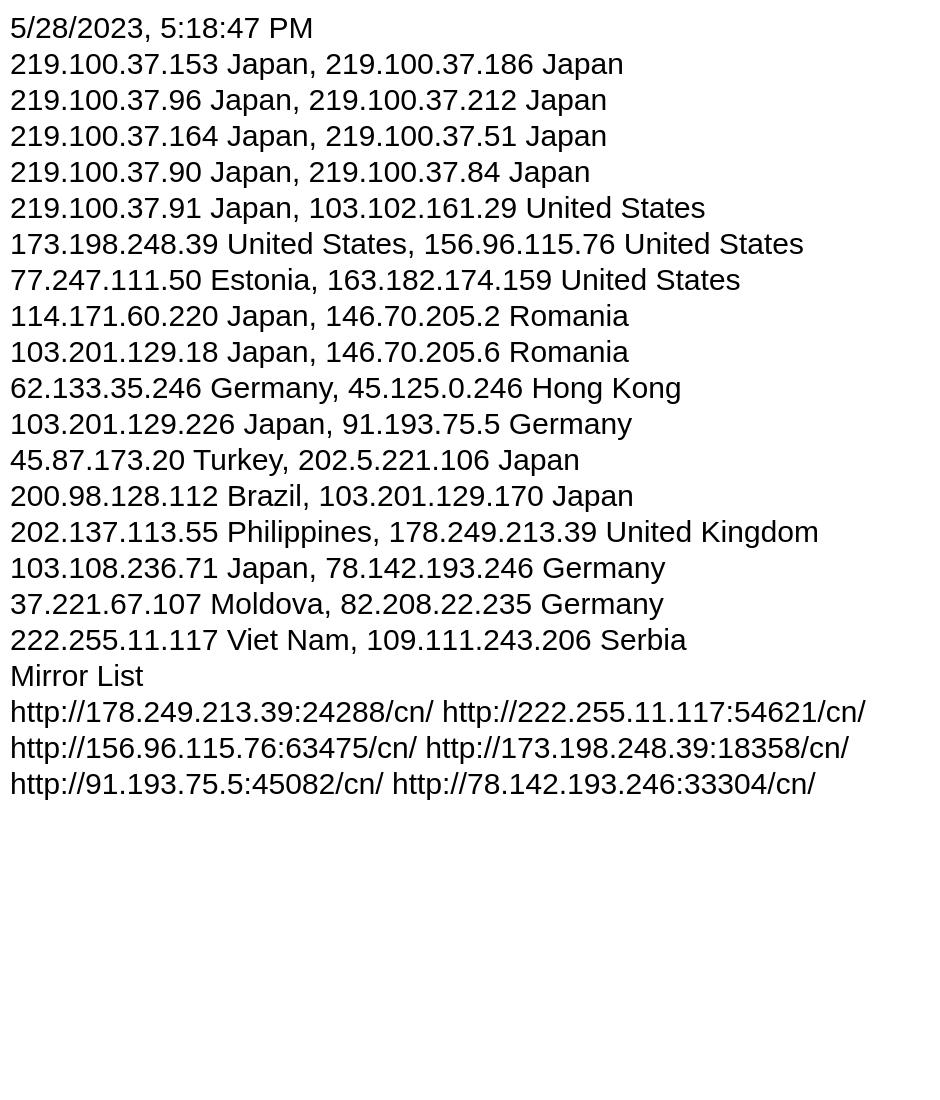 5/28/2023, 5:18:47 PM
219.100.37.153 Japan, 219.100.37.186 Japan
219.100.37.96 Japan, 219.100.37.212 Japan
219.100.37.164 Japan, 219.100.37.51 Japan
219.100.37.90 Japan, 219.100.37.84 Japan
219.100.37.91 Japan, 103.102.161.29 United States
173.198.248.39 United States, 156.96.115.76 United States
77.247.111.50 Estonia, 163.182.174.159 United States
114.171.60.220 Japan, 146.70.205.2 Romania
103.201.129.18 Japan, 146.70.205.6 Romania
62.133.35.246 Germany, 45.125.0.246 Hong Kong
103.201.129.226 Japan, 91.193.75.5 Germany
45.87.173.20 Turkey, 202.5.221.106 Japan
200.98.128.112 Brazil, 103.201.129.170 Japan
202.137.113.55 Philippines, 178.249.213.39 United Kingdom
103.108.236.71 Japan, 78.142.193.246 Germany
37.221.67.107 Moldova, 82.208.22.235 Germany
222.255.11.117 Viet Nam, 109.111.243.206 Serbia
Mirror List
http://178.249.213.39:24288/cn/ http://222.255.11.117:54621/cn/
http://156.96.115.76:63475/cn/ http://173.198.248.39:18358/cn/
http://91.193.75.5:45082/cn/ http://78.142.193.246:33304/cn/